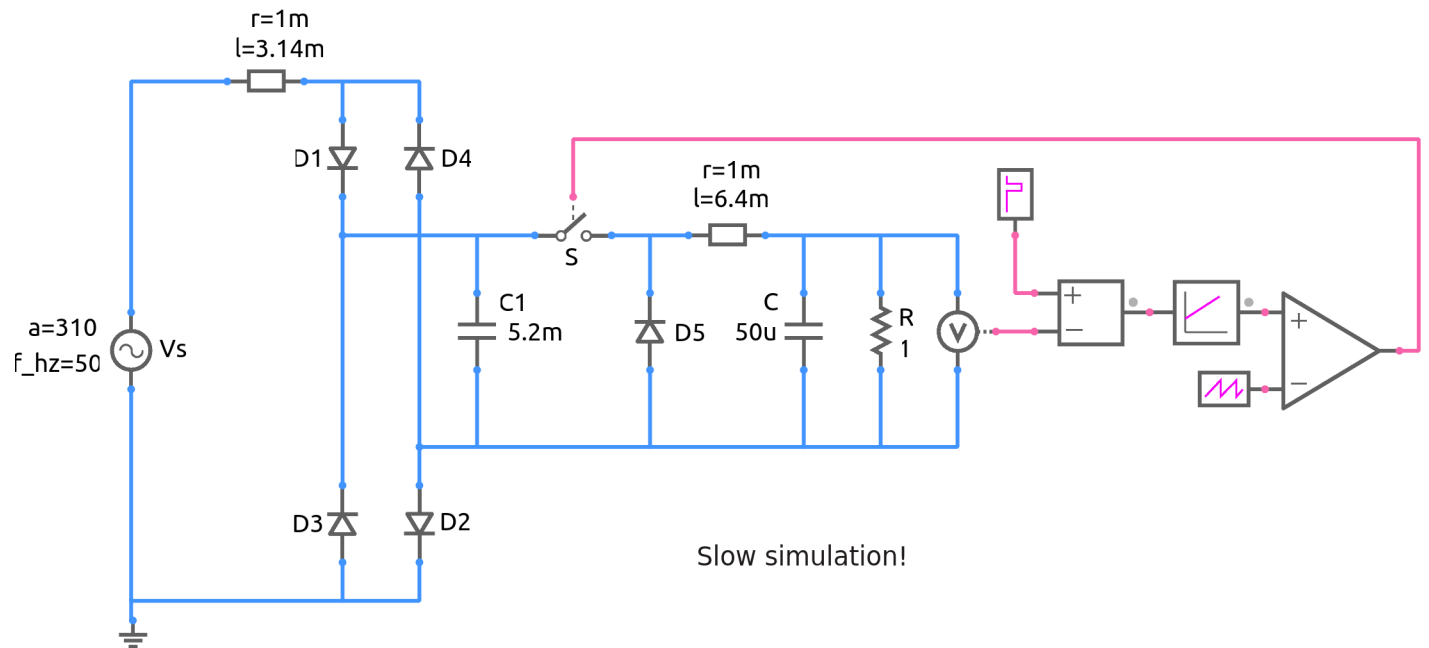 r=1m
l=3.14m
D1
D4
r=1m
l=6.4m
S
a=310
f_hz=50
Vs
C1
5.2m
D5
C
50u
R
1
V
+
−
+
−
D3
D2
Slow simulation!